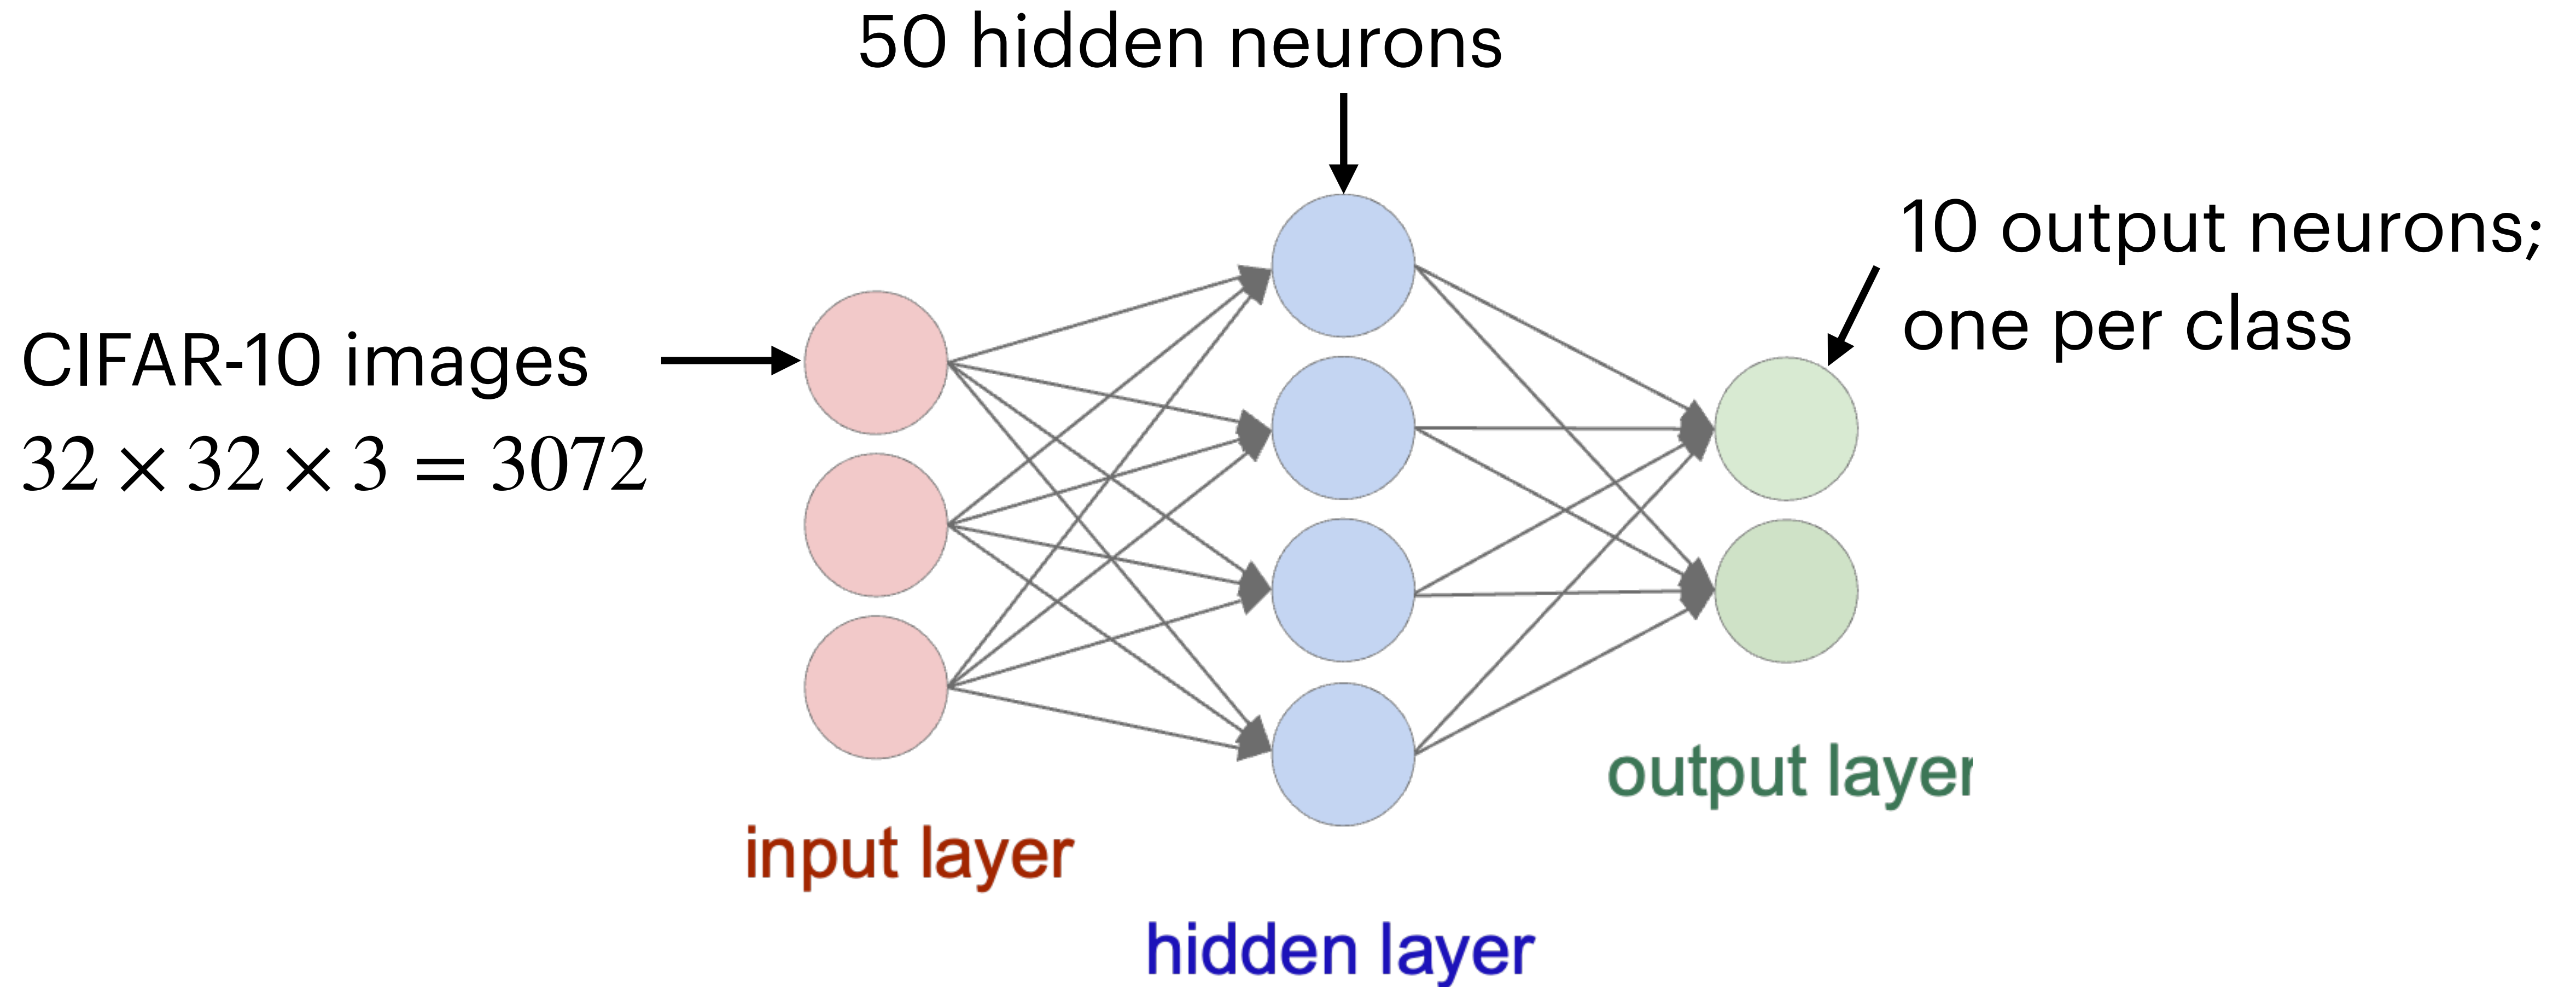 50 hidden neurons
10 output neurons;
one per class
CIFAR-10 images
32 × 32 × 3 = 3072
output layer
input layer
hidden layer